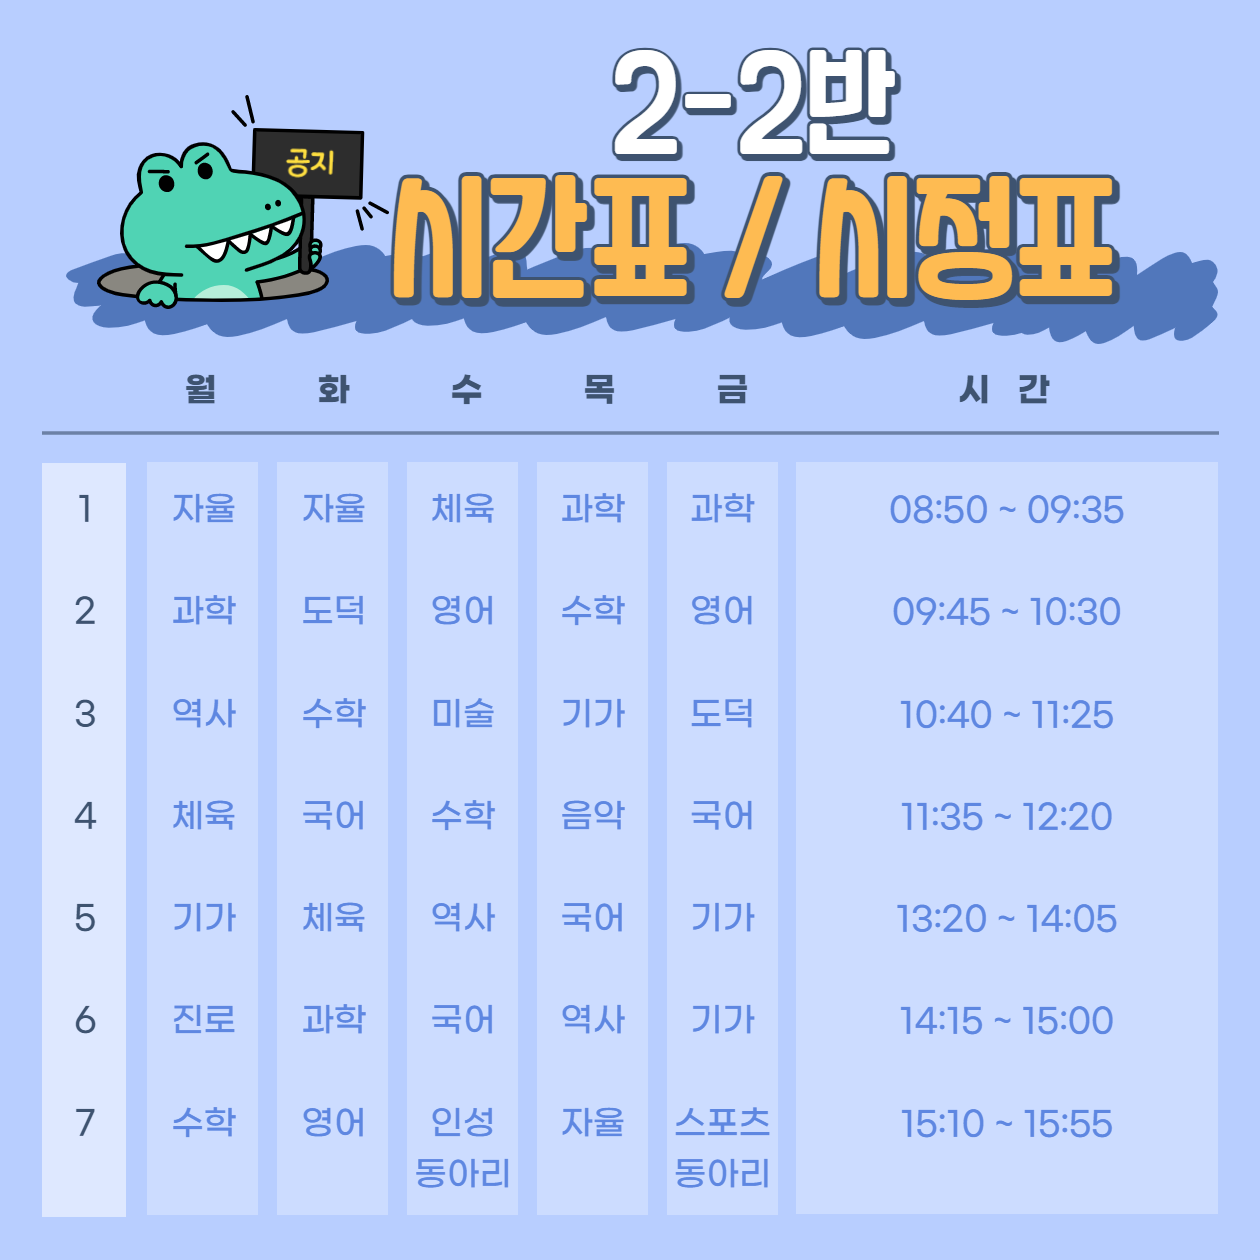 2-2반
공지
시간표 / 시정표
월 화 수 목 금 시 간
1 자율 자율 체육 과학 과학 08:50 ~ 09:35
2 과학 도덕 영어 수학 영어 09:45 ~ 10:30
3 역사 수학 미술 기가 도덕 10:40 ~ 11:25
4 체육 국어 수학 음악 국어 11:35 ~ 12:20
5 기가 체육 역사 국어 기가 13:20 ~ 14:05
6 진로 과학 국어 역사 기가 14:15 ~ 15:00
7 수학 영어 인성 자율 스포츠 15:10 ~ 15:55
동아리 동아리